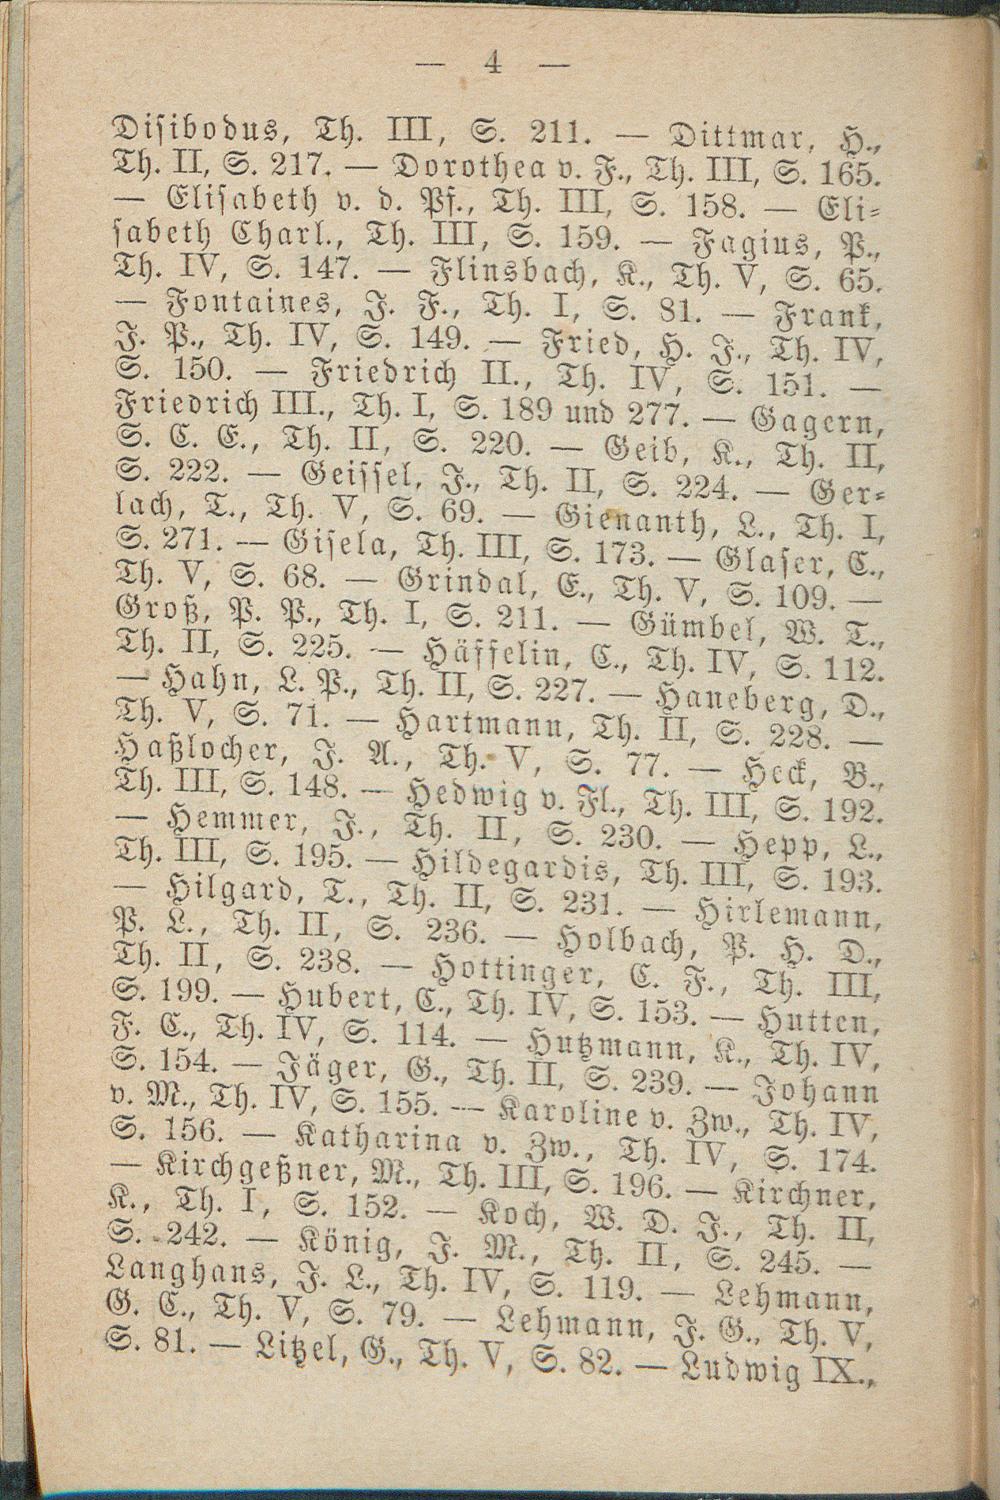 — 4 —
Disibodus, Th. III, S. 211. — Dittmar, H.,
Th. II, S. 217. — Dorothea v. F., Th. III, S. 165.
— Elisabeth v. d. Pf., Th. III, S. 158. — Eli-
sabeth Charl., Th. III, S. 159. — Fagius, P.,
Th. IV, S. 147. — Flinsbach, K., Th. V, S. 65.
— Fontaines, J. F., Th. I, S. 81. — Frank,
J. P., Th. IV, S. 149. — Fried, H. J., Th. IV,
S. 150. — Friedrich II., Th. IV, S. 151. —
Friedrich III., Th. I, S. 189 und 277. — Gagern,
S. C. E., Th. II, S. 220. — Geib, K., Th. II,
S. 222. — Geissel, J., Th. II, S. 224. — Ger-
lach, T., Th. V, S. 69. — Gienanth, L., Th. I,
S. 271. — Gisela, Th. III, S. 173. — Glaser, C.,
Th. V, S. 68. — Grindal, E., Th. V, S. 109. —
Groß, P. P., Th. I, S. 211. — Gümbel, W. T.,
Th. II, S. 225. — Häffelin, C., Th. IV, S. 112.
— Hahn, L. P., Th. II, S. 227. — Haneberg, D.,
Th. V, S. 71. — Hartmann, Th. II, S. 228. —
Haßlocher, J. A., Th. V, S. 77. — Heck, B.,
Th. III, S. 148. — Hedwig v. Fl., Th. III, S. 192.
— Hemmer, J., Th. II, S. 230. — Hepp, L.,
Th. III, S. 195. — Hildegardis, Th. III, S. 193.
— Hilgard, T., Th. II, S. 231. — Hirlemann,
P. L., Th. II, S. 236. — Holbach, P. H. D.,
Th. II, S. 238. — Hottinger, C. F., Th. III,
S. 199. — Hubert, C., Th. IV, S. 153. — Hutten,
F. C., Th. IV, S. 114. — Hutzmann, K., Th. IV,
S. 154. — Jäger, G., Th. II, S. 239. — Johann
v. M., Th. IV, S. 155. — Karoline v. Zw., Th. IV,
S. 156. — Katharina v. Zw., Th. IV, S. 174.
— Kirchgeßner, M., Th. III, S. 196. — Kirchner,
K., Th. I, S. 152. — Koch, W. D. J., Th. II,
S. 242. — König, J. M., Th. II, S. 245. —
Langhans, J. L., Th. IV, S. 119. — Lehmann,
G. C., Th. V, S. 79. — Lehmann, J. G., Th. V,
S. 81. — Litzel, G., Th. V, S. 82. — Ludwig IX.,